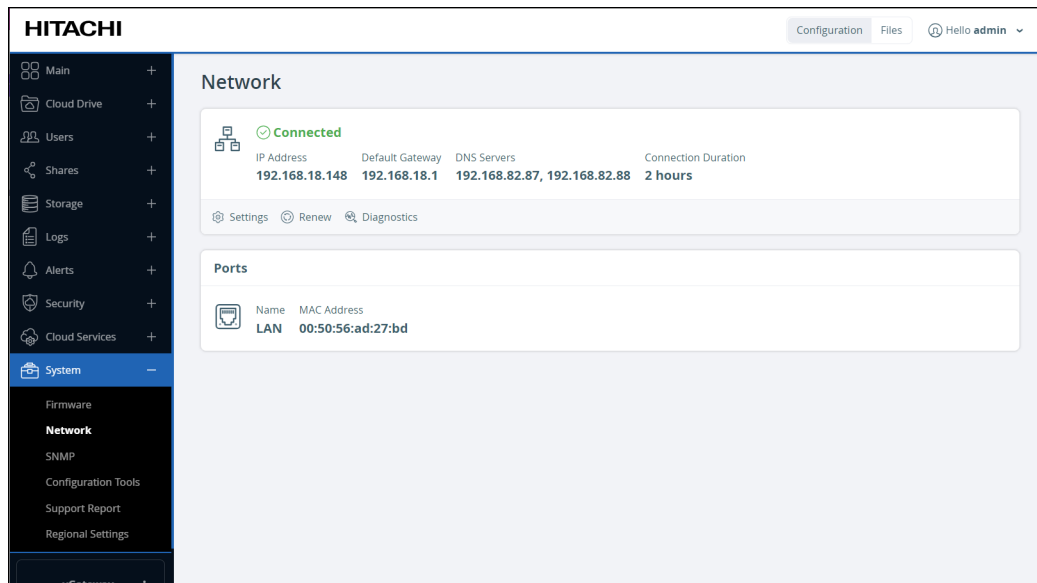 HITACHI
Configuration Files Hello admin
Main
Cloud Drive
Users
Shares
Storage
Logs
Alerts
Security
Cloud Services
System
Firmware
Network
SNMP
Configuration Tools
Support Report
Regional Settings
Network
Connected
IP Address Default Gateway DNS Servers Connection Duration
192.168.18.148 192.168.18.1 192.168.82.87, 192.168.82.88 2 hours
Settings Renew Diagnostics
Ports
Name MAC Address
LAN 00:50:56:ad:27:bd